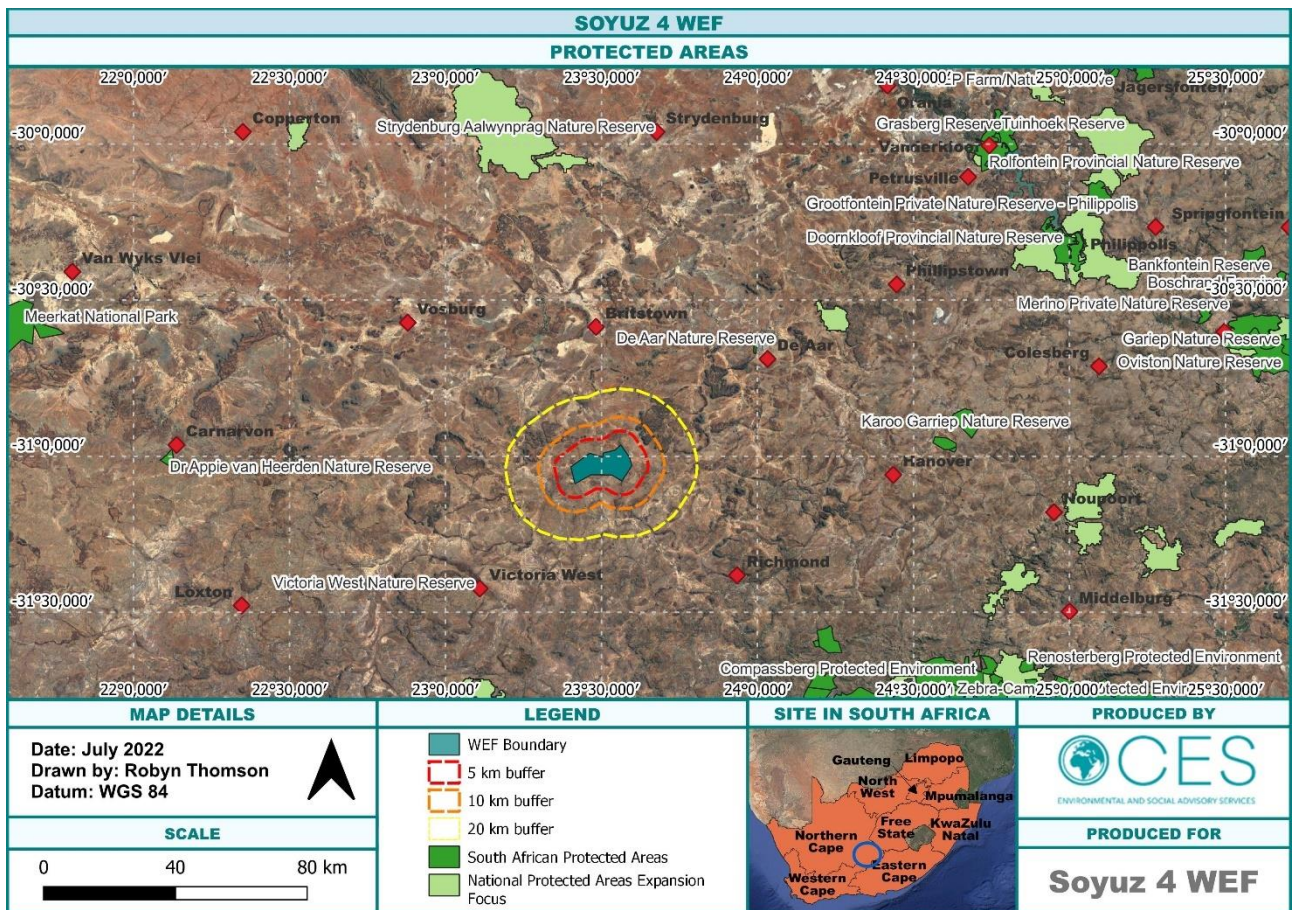 SOYUZ 4 WEF
PROTECTED AREAS
22°0,000′ 22°30,000′ 23°0,000′ 23°30,000′ 24°0,000′ 24°30,000′ 25°0,000′ 25°30,000′
P Farm/Natu
Jagersfontein
Orania
Copperton
Strydenburg Aalwynprag Nature Reserve
Strydenburg
Grasberg Reserve
Tuinhoek Reserve
-30°0,000′
-30°0,000′
Vanderkloof
Rolfontein Provincial Nature Reserve
Petrusville
Grootfontein Private Nature Reserve - Philippolis
Springfontein
Doornkloof Provincial Nature Reserve
Philippolis
Van Wyks Vlei
Bankfontein Reserve
Phillipstown
Boschrand
-30°30,000′
-30°30,000′
Merino Private Nature Reserve
Meerkat National Park
Vosburg
Britstown
De Aar Nature Reserve
De Aar
Gariep Nature Reserve
Colesberg
Oviston Nature Reserve
Karoo Garriep Nature Reserve
Carnarvon
-31°0,000′
-31°0,000′
Dr Appie van Heerden Nature Reserve
Hanover
Noupoort
Richmond
Victoria West Nature Reserve
Victoria West
Loxton
-31°30,000′
-31°30,000′
Middelburg
Compassberg Protected Environment
Renosterberg Protected Environment
Zebra-Cam
otected Envir
22°0,000′ 22°30,000′ 23°0,000′ 23°30,000′ 24°0,000′ 24°30,000′ 25°0,000′ 25°30,000′
MAP DETAILS
Date: July 2022
Drawn by: Robyn Thomson
Datum: WGS 84
SCALE
0 40 80 km
LEGEND
WEF Boundary
5 km buffer
10 km buffer
20 km buffer
South African Protected Areas
National Protected Areas Expansion
Focus
SITE IN SOUTH AFRICA
Gauteng
Limpopo
North
West
Mpumalanga
Free
State
KwaZulu
Natal
Northern
Cape
Eastern
Cape
Western
Cape
PRODUCED BY
CES
ENVIRONMENTAL AND SOCIAL ADVISORY SERVICES
PRODUCED FOR
Soyuz 4 WEF